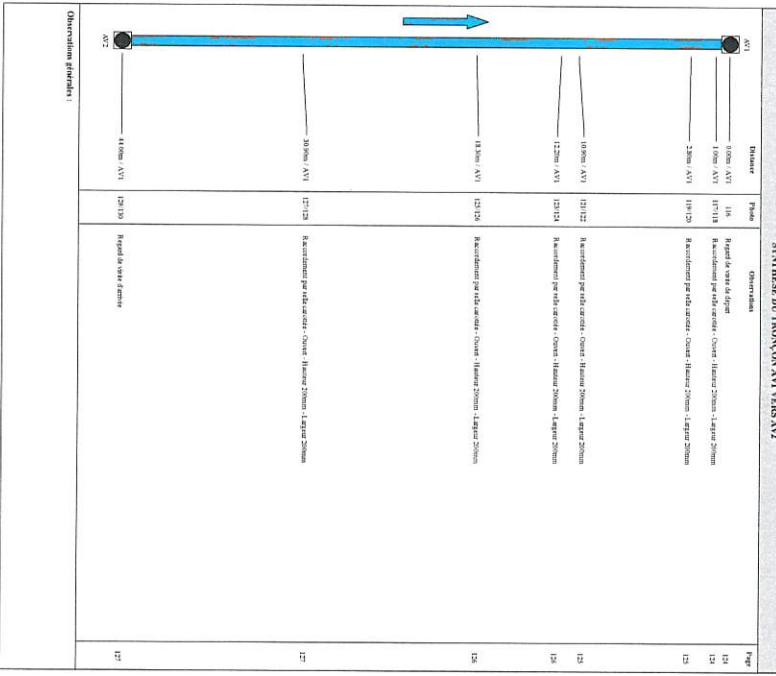 SYNTHESE DU TRONÇON AV1 VERS AV2
Distance Photo Observations Page
AV1
0.00m / AV1 116 Regard de visite de départ 124
1.00m / AV1 117/118 Raccordement par selle carottée - Ouvert - Hauteur 200mm - Largeur 200mm 124
2.80m / AV1 119/120 Raccordement par selle carottée - Ouvert - Hauteur 200mm - Largeur 200mm 125
10.90m / AV1 121/122 Raccordement par selle carottée - Ouvert - Hauteur 200mm - Largeur 200mm 125
12.20m / AV1 123/124 Raccordement par selle carottée - Ouvert - Hauteur 200mm - Largeur 200mm 126
18.30m / AV1 125/126 Raccordement par selle carottée - Ouvert - Hauteur 200mm - Largeur 200mm 126
30.90m / AV1 127/128 Raccordement par selle carottée - Ouvert - Hauteur 200mm - Largeur 200mm 127
44.00m / AV1 129/130 Regard de visite d'arrivée 127
AV2
Observations générales :